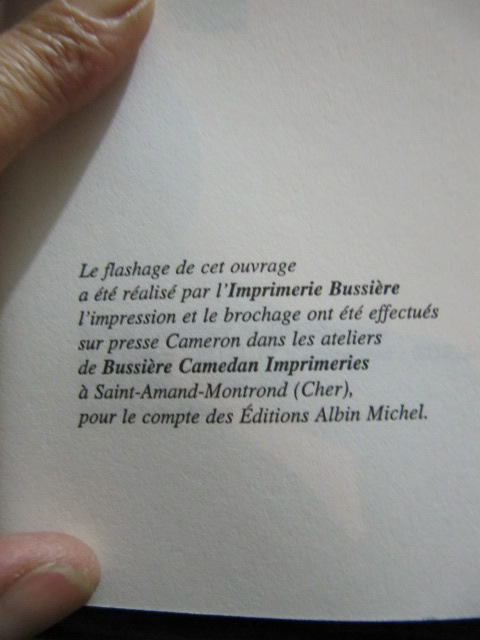 Le flashage de cet ouvrage
a été réalisé par l'Imprimerie Bussière
l'impression et le brochage ont été effectués
sur presse Cameron dans les ateliers
de Bussière Camedan Imprimeries
à Saint-Amand-Montrond (Cher),
pour le compte des Éditions Albin Michel.